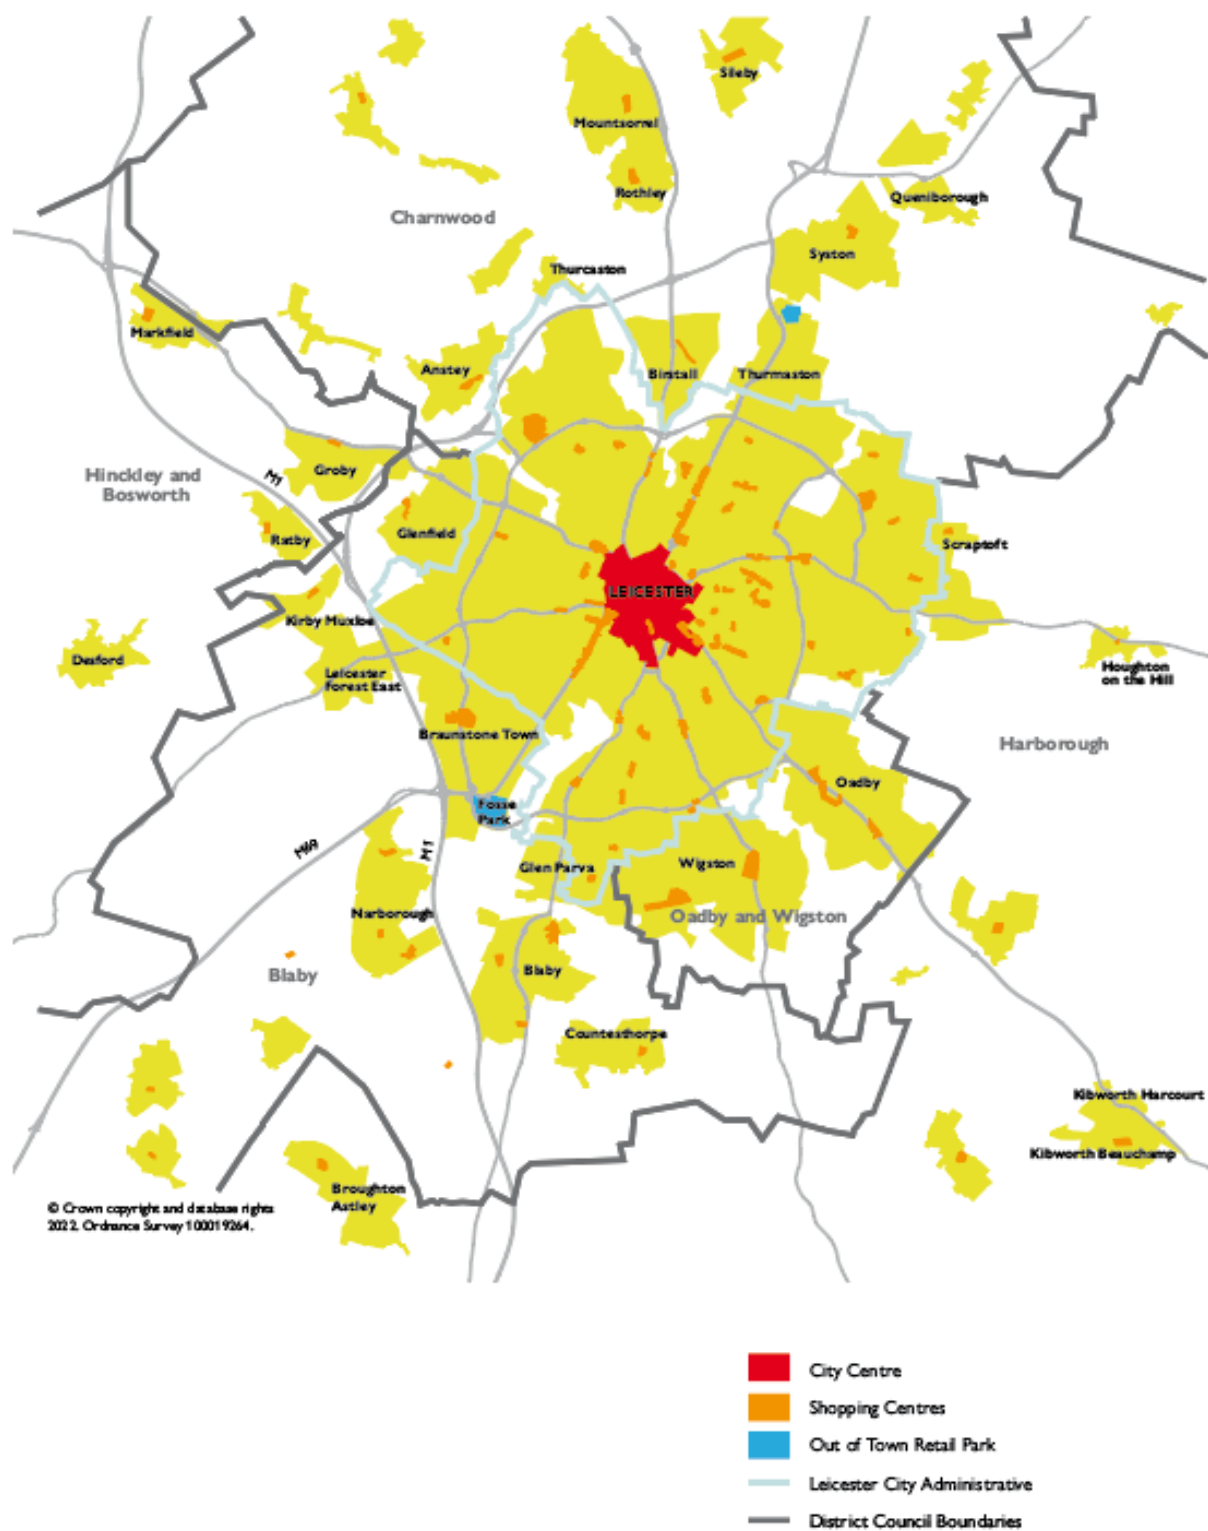 Sileby
Mountsorrel
Rothley
Queniborough
Charnwood
Syston
Thurcaston
Markfield
Anstey
Birstall
Thurmaston
Hinckley and
Bosworth
M1
Groby
Ratby
Glenfield
Scraptoft
LEICESTER
Kirby Muxloe
Desford
Leicester
Forest East
Houghton
on the Hill
Braunstone Town
Harborough
Oadby
Fosse
Park
M69
M1
Glen Parva
Wigston
Narborough
Oadby and Wigston
Blaby
Blaby
Countesthorpe
Kibworth Harcourt
Kibworth Beauchamp
Broughton
Astley
© Crown copyright and database rights
2022. Ordnance Survey 100019264.
City Centre
Shopping Centres
Out of Town Retail Park
Leicester City Administrative
District Council Boundaries